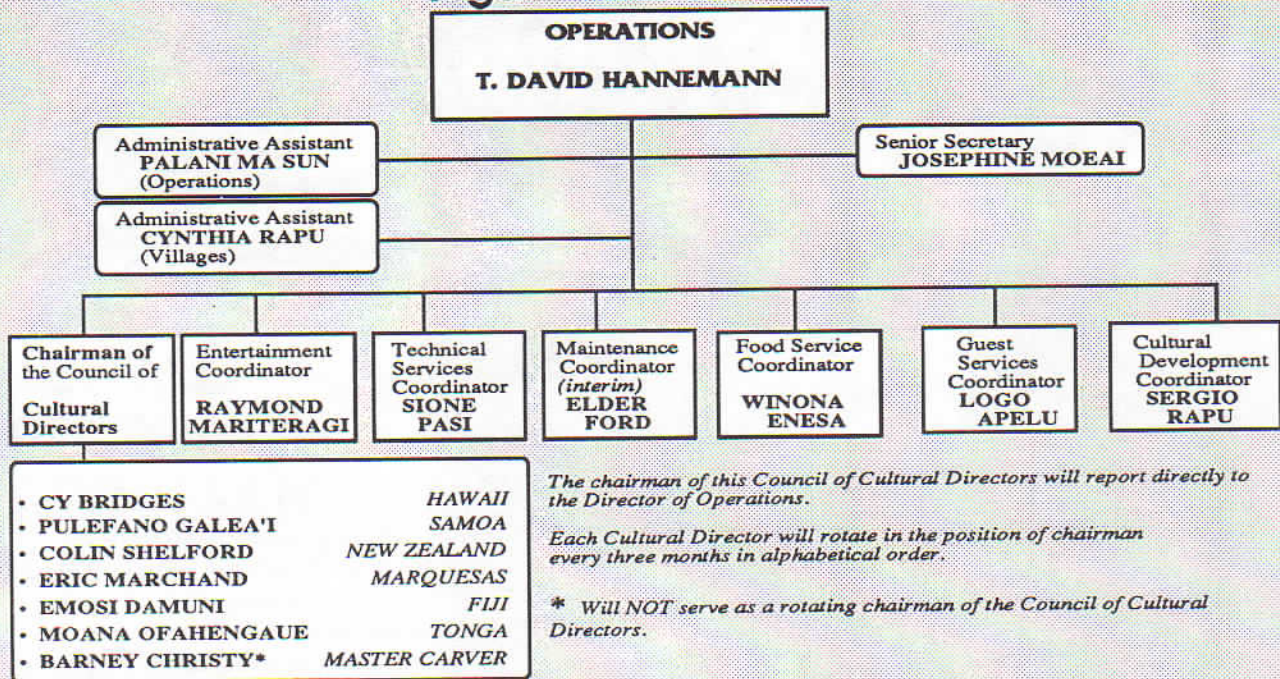 OPERATIONS
T. DAVID HANNEMANN
Administrative Assistant
PALANI MA SUN
(Operations)
Senior Secretary
JOSEPHINE MOEAI
Administrative Assistant
CYNTHIA RAPU
(Villages)
Chairman of
the Council of
Cultural
Directors
Entertainment
Coordinator
RAYMOND
MARITERAGI
Technical
Services
Coordinator
SIONE
PASI
Maintenance
Coordinator
(interim)
ELDER
FORD
Food Service
Coordinator
WINONA
ENESA
Guest
Services
Coordinator
LOGO
APELU
Cultural
Development
Coordinator
SERGIO
RAPU
• CY BRIDGES HAWAII
• PULEFANO GALEA'I SAMOA
• COLIN SHELFORD NEW ZEALAND
• ERIC MARCHAND MARQUESAS
• EMOSI DAMUNI FIJI
• MOANA OFAHENGAUE TONGA
• BARNEY CHRISTY* MASTER CARVER
The chairman of this Council of Cultural Directors will report directly to
the Director of Operations.
Each Cultural Director will rotate in the position of chairman
every three months in alphabetical order.
* Will NOT serve as a rotating chairman of the Council of Cultural
Directors.